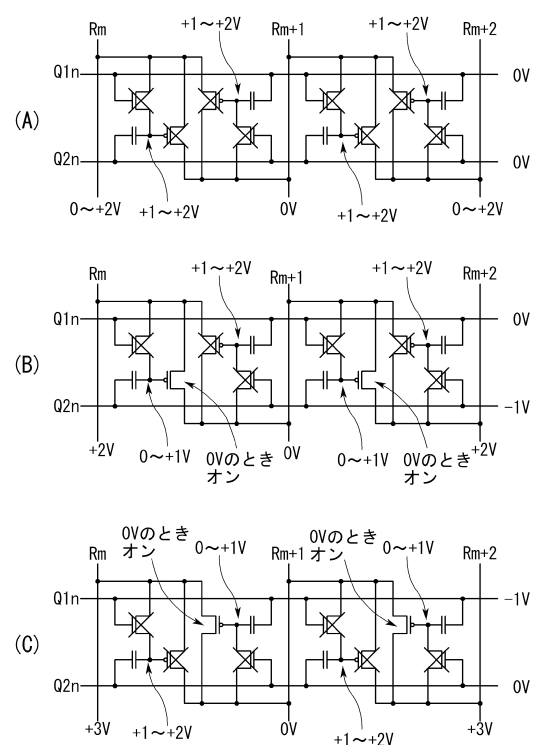 Rm Rm+1 Rm+2
+1～+2V +1～+2V
Q1n 0V
(A)
Q2n 0V
0～+2V +1～+2V 0V +1～+2V 0～+2V
Rm +1～+2V Rm+1 +1～+2V Rm+2
Q1n 0V
(B)
Q2n -1V
+2V 0～+1V 0Vのとき 0V 0～+1V 0Vのとき +2V
オン オン
0Vのとき 0Vのとき
Rm オン 0～+1V Rm+1 オン 0～+1V Rm+2
Q1n -1V
(C)
Q2n 0V
+3V +1～+2V 0V +1～+2V +3V